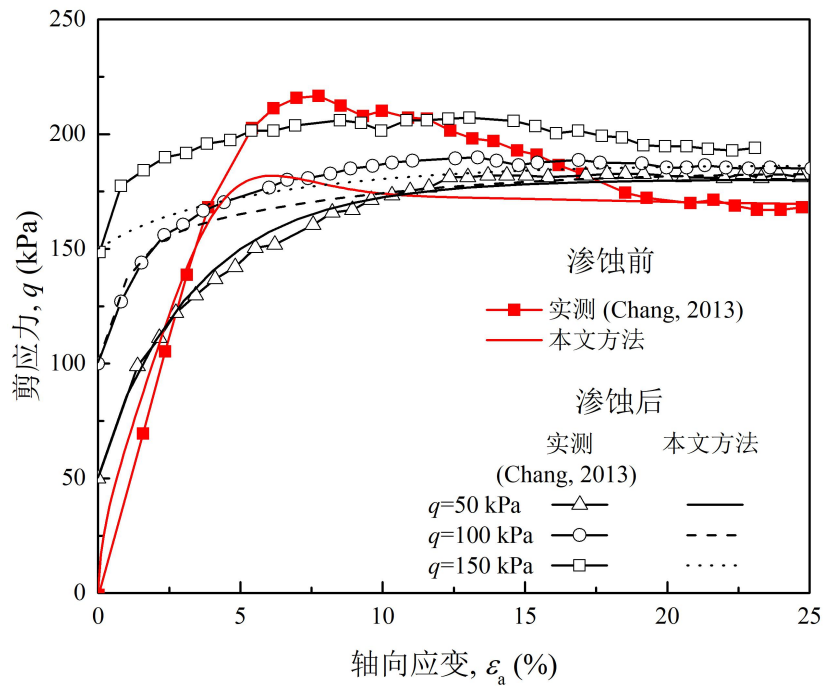 250
200
150
100
50
0
剪应力, q (kPa)
渗蚀前
实测 (Chang, 2013)
本文方法
渗蚀后
实测 本文方法
(Chang, 2013)
q=50 kPa
q=100 kPa
q=150 kPa
0 5 10 15 20 25
轴向应变, εa (%)